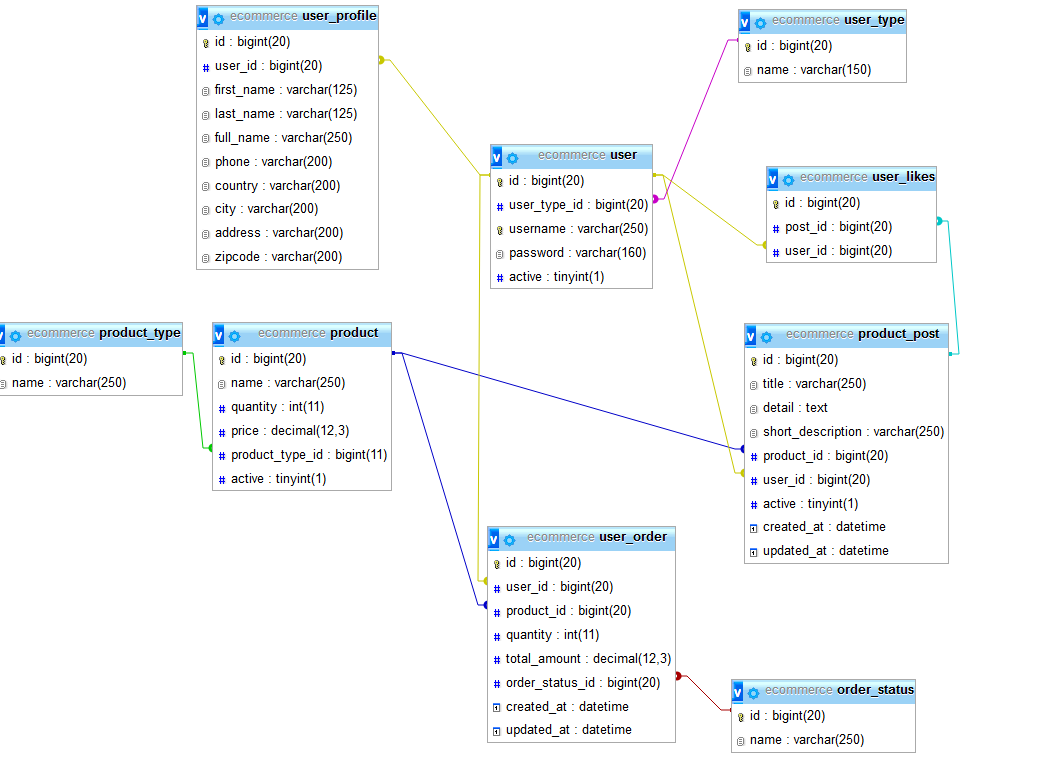 ecommerce user_profile
id : bigint(20)
user_id : bigint(20)
first_name : varchar(125)
last_name : varchar(125)
full_name : varchar(250)
phone : varchar(200)
country : varchar(200)
city : varchar(200)
address : varchar(200)
zipcode : varchar(200)
ecommerce user_type
id : bigint(20)
name : varchar(150)
ecommerce user
id : bigint(20)
user_type_id : bigint(20)
username : varchar(250)
password : varchar(160)
active : tinyint(1)
ecommerce user_likes
id : bigint(20)
post_id : bigint(20)
user_id : bigint(20)
ecommerce product_type
id : bigint(20)
name : varchar(250)
ecommerce product
id : bigint(20)
name : varchar(250)
quantity : int(11)
price : decimal(12,3)
product_type_id : bigint(11)
active : tinyint(1)
ecommerce product_post
id : bigint(20)
title : varchar(250)
detail : text
short_description : varchar(250)
product_id : bigint(20)
user_id : bigint(20)
active : tinyint(1)
created_at : datetime
updated_at : datetime
ecommerce user_order
id : bigint(20)
user_id : bigint(20)
product_id : bigint(20)
quantity : int(11)
total_amount : decimal(12,3)
order_status_id : bigint(20)
created_at : datetime
updated_at : datetime
ecommerce order_status
id : bigint(20)
name : varchar(250)